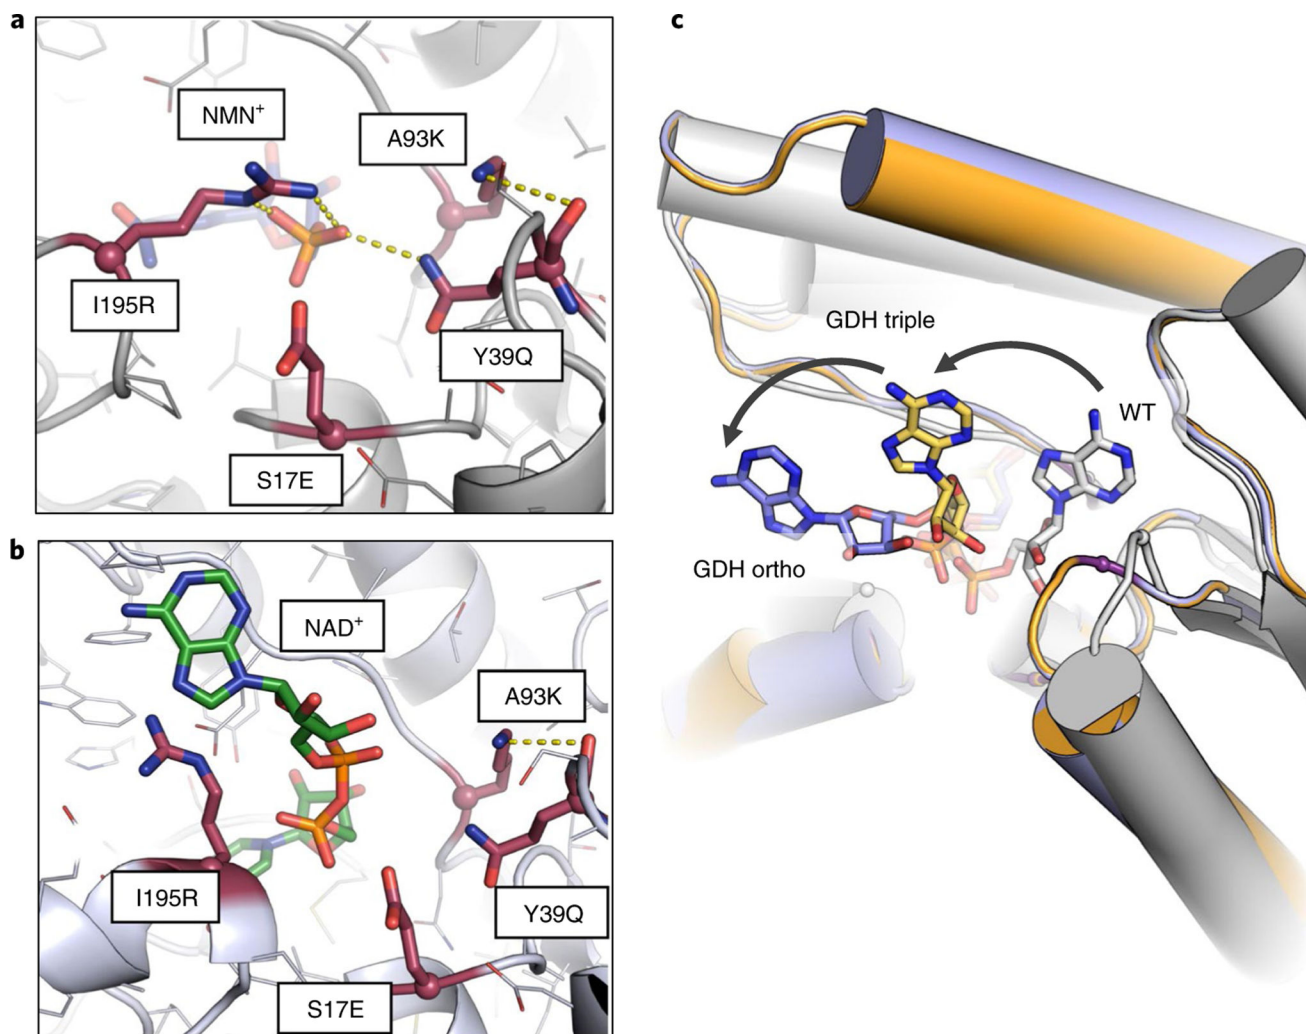 a
NMN⁺
A93K
I195R
Y39Q
S17E
b
NAD⁺
A93K
I195R
Y39Q
S17E
c
GDH triple
WT
GDH ortho